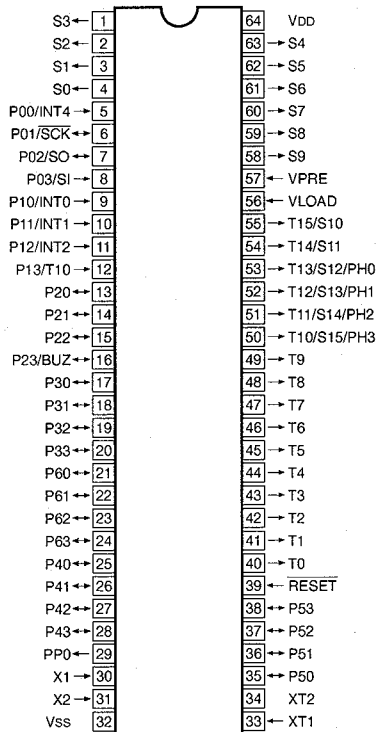 S3 1 64 VDD
S2 2 63 S4
S1 3 62 S5
S0 4 61 S6
P00/INT4 5 60 S7
P01/SCK 6 59 S8
P02/SO 7 58 S9
P03/SI 8 57 VPRE
P10/INT0 9 56 VLOAD
P11/INT1 10 55 T15/S10
P12/INT2 11 54 T14/S11
P13/T10 12 53 T13/S12/PH0
P20 13 52 T12/S13/PH1
P21 14 51 T11/S14/PH2
P22 15 50 T10/S15/PH3
P23/BUZ 16 49 T9
P30 17 48 T8
P31 18 47 T7
P32 19 46 T6
P33 20 45 T5
P60 21 44 T4
P61 22 43 T3
P62 23 42 T2
P63 24 41 T1
P40 25 40 T0
P41 26 39 RESET
P42 27 38 P53
P43 28 37 P52
PP0 29 36 P51
X1 30 35 P50
X2 31 34 XT2
Vss 32 33 XT1